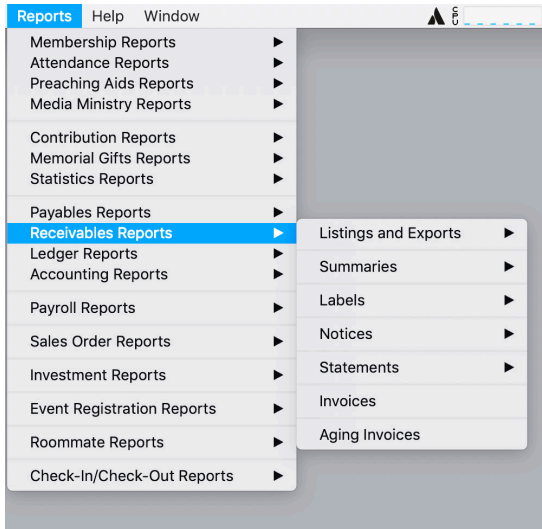 Reports Help Window
CPU
Membership Reports
Attendance Reports
Preaching Aids Reports
Media Ministry Reports
Contribution Reports
Memorial Gifts Reports
Statistics Reports
Payables Reports
Receivables Reports
Ledger Reports
Accounting Reports
Payroll Reports
Sales Order Reports
Investment Reports
Event Registration Reports
Roommate Reports
Check-In/Check-Out Reports
Listings and Exports
Summaries
Labels
Notices
Statements
Invoices
Aging Invoices